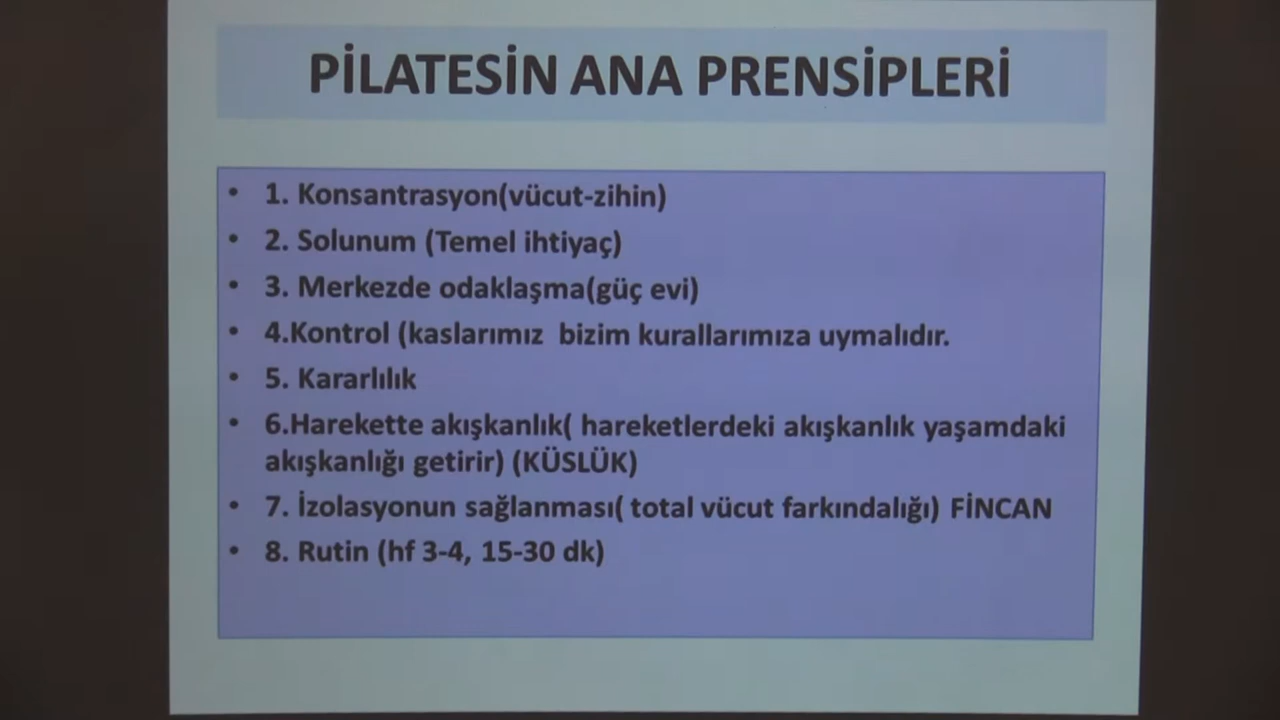 PİLATESİN ANA PRENSİPLERİ
• 1. Konsantrasyon(vücut-zihin)
• 2. Solunum (Temel ihtiyaç)
• 3. Merkezde odaklaşma(güç evi)
• 4.Kontrol (kaslarımız bizim kurallarımıza uymalıdır.
• 5. Kararlılık
• 6.Harekette akışkanlık( hareketlerdeki akışkanlık yaşamdaki
akışkanlığı getirir) (KÜSLÜK)
• 7. İzolasyonun sağlanması( total vücut farkındalığı) FİNCAN
• 8. Rutin (hf 3-4, 15-30 dk)